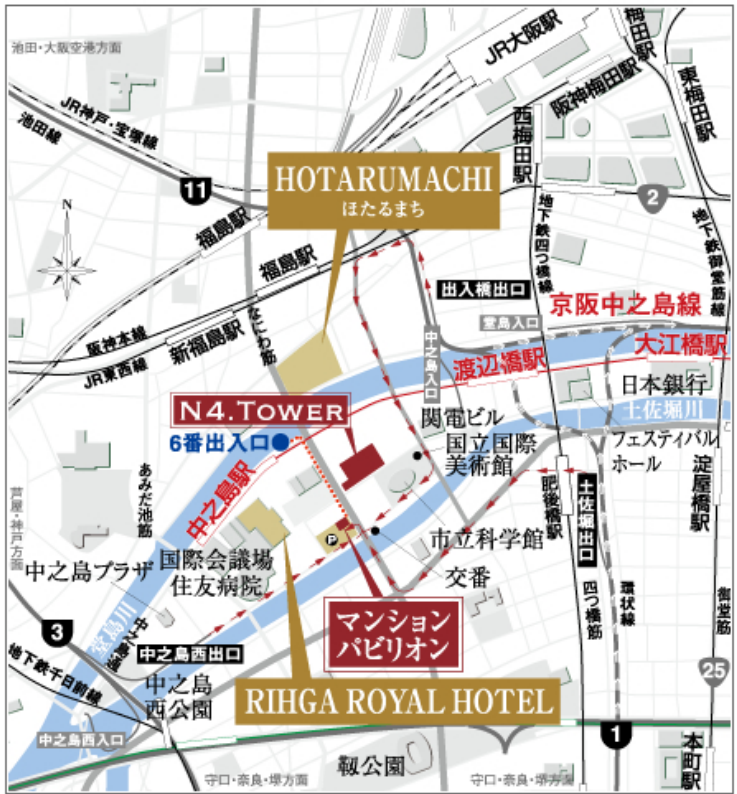 池田・大阪空港方面
JR神戸・宝塚線
池田線
11
N
JR大阪駅
阪神梅田駅
梅田駅
東梅田駅
西梅田駅
2
地下鉄四つ橋線
地下鉄御堂筋線
HOTARUMACHI
ほたるまち
福島駅
福島駅
新福島駅
阪神本線
JR東西線
なにわ筋
出入橋出口
堂島入口
中之島入口
京阪中之島線
渡辺橋駅
大江橋駅
N4.TOWER
6番出入口
中之島駅
関電ビル
国立国際
美術館
日本銀行
土佐堀川
フェスティバル
ホール
淀屋橋駅
肥後橋駅
土佐堀出口
あみだ池筋
芦屋・神戸方面
中之島プラザ
国際会議場
住友病院
P
市立科学館
交番
マンション
パビリオン
四つ橋筋
環状線
御堂筋
堂島川
3
地下鉄千日前線
中之島西出口
中之島
西公園
RIHGA ROYAL HOTEL
25
1
中之島西入口
守口・奈良・堺方面
靱公園
守口・奈良・堺方面
本町駅